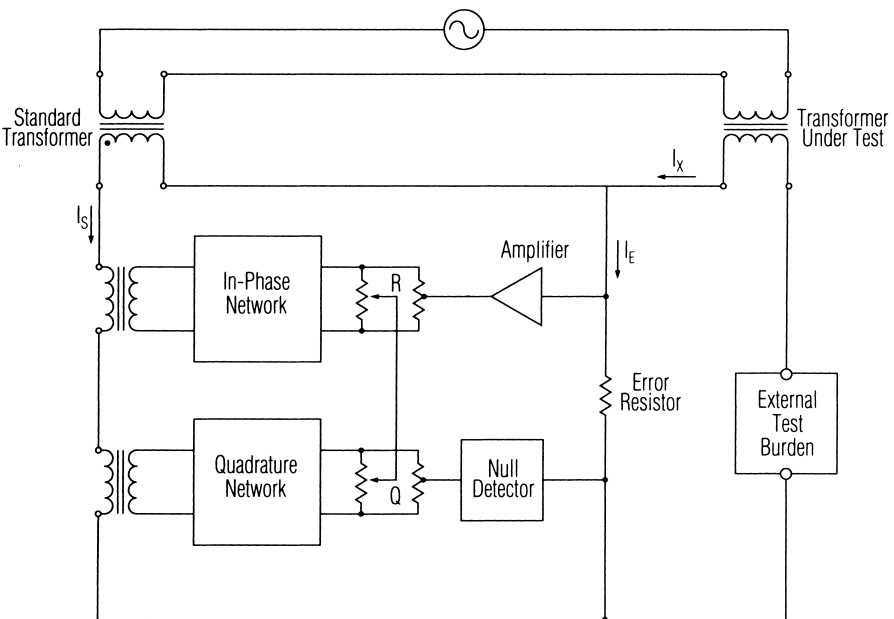 Standard
Transformer
Transformer
Under Test
I_X
I_S
Amplifier
I_E
In-Phase
Network
R
Error
Resistor
External
Test
Burden
Quadrature
Network
Q
Null
Detector